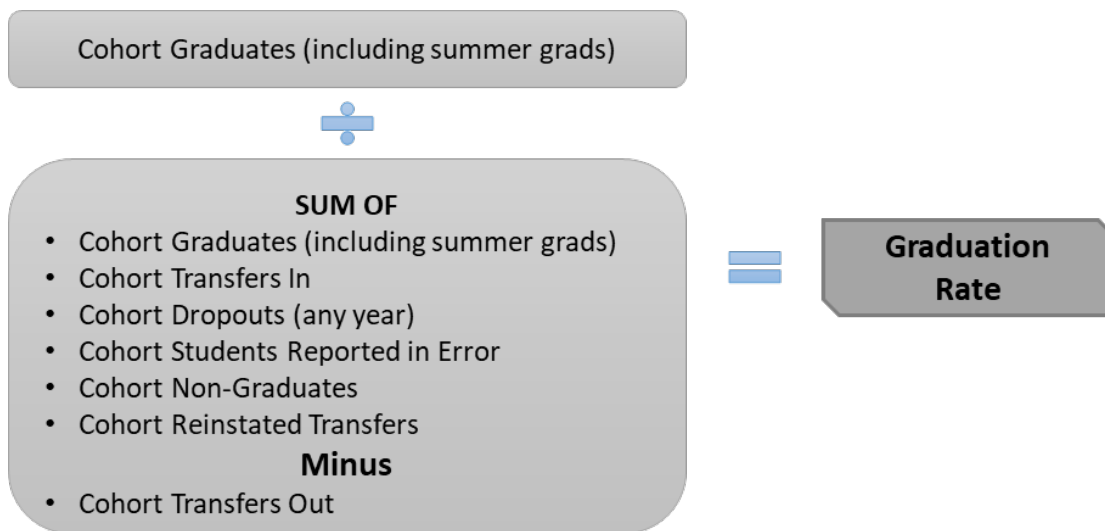 Cohort Graduates (including summer grads)
÷
SUM OF
• Cohort Graduates (including summer grads)
• Cohort Transfers In
• Cohort Dropouts (any year)
• Cohort Students Reported in Error
• Cohort Non-Graduates
• Cohort Reinstated Transfers
Minus
• Cohort Transfers Out
=
Graduation
Rate